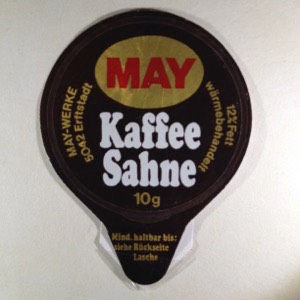 MAY
MAY-WERKE
5042 Erftstadt
12% Fett
wärmebehandelt
Kaffee
Sahne
10g
Mind. haltbar bis:
siehe Rückseite
Lasche